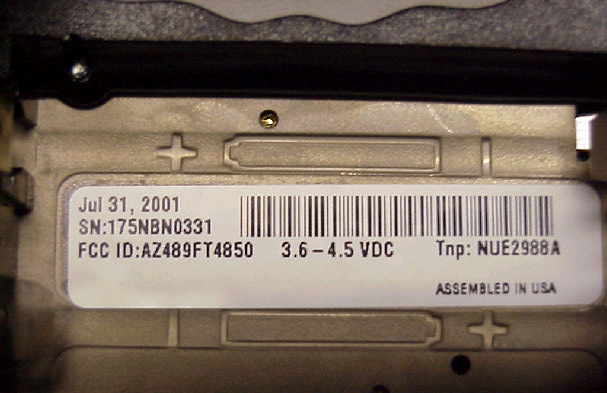 Jul 31, 2001
SN:175NBN0331
FCC ID:AZ489FT4850 3.6-4.5 VDC Tnp: NUE2988A
ASSEMBLED IN USA